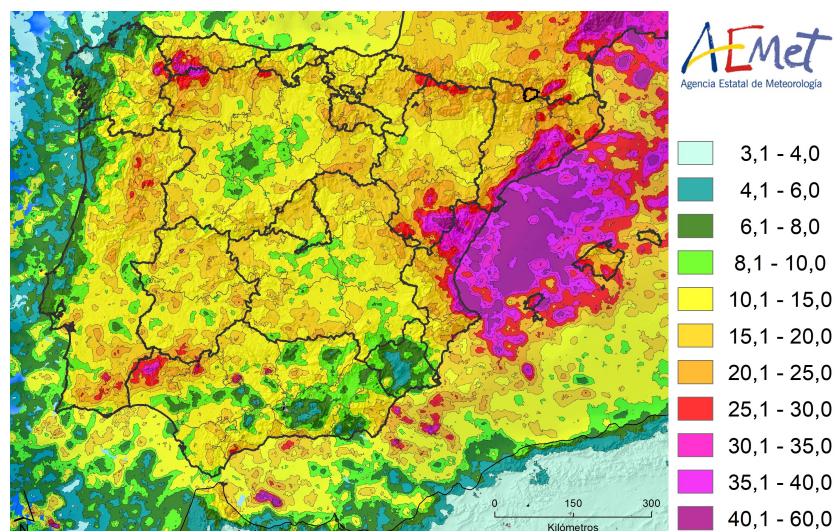 AEmet
Agencia Estatal de Meteorología
3,1 - 4,0
4,1 - 6,0
6,1 - 8,0
8,1 - 10,0
10,1 - 15,0
15,1 - 20,0
20,1 - 25,0
25,1 - 30,0
30,1 - 35,0
35,1 - 40,0
40,1 - 60,0
0 150 300
Kilómetros
N